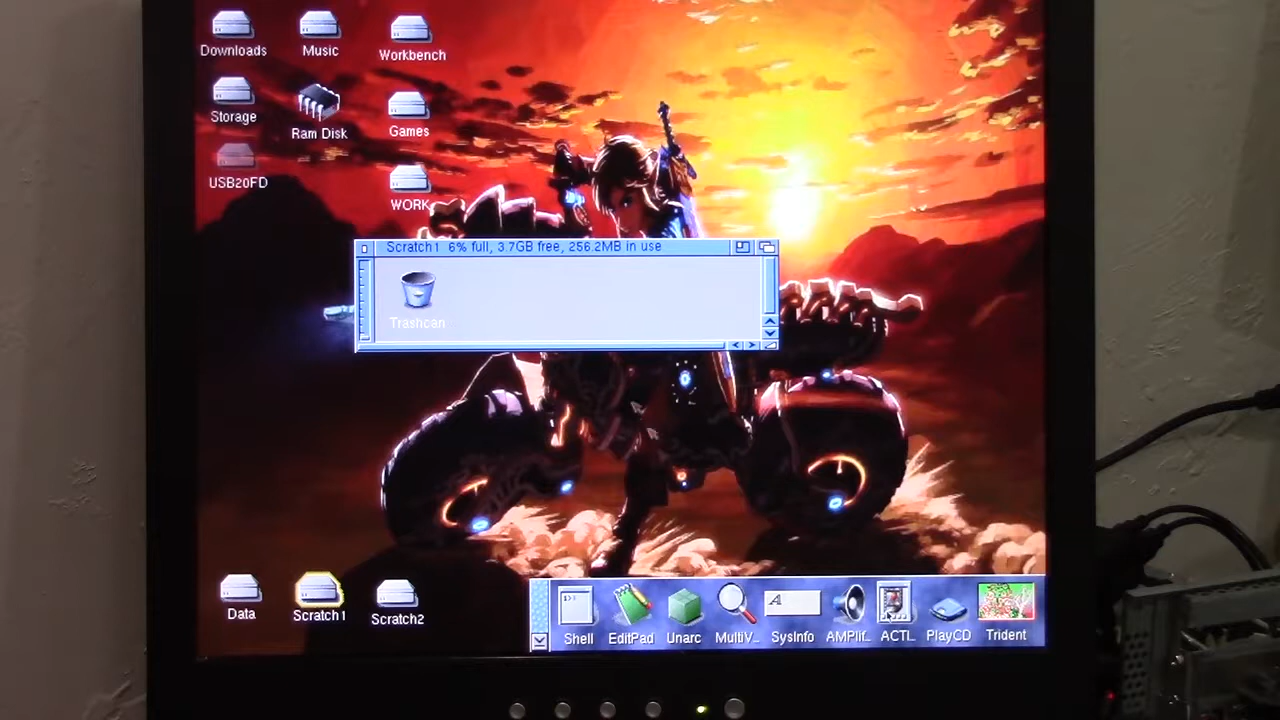 Downloads
Music
Workbench
Storage
Ram Disk
Games
USB20FD
WORK
Scratch1 6% full, 3.7GB free, 256.2MB in use
Trashcan
Data
Scratch1
Scratch2
Shell
EditPad
Unarc
MultiV...
SysInfo
AMPlif...
ACTI...
PlayCD
Trident